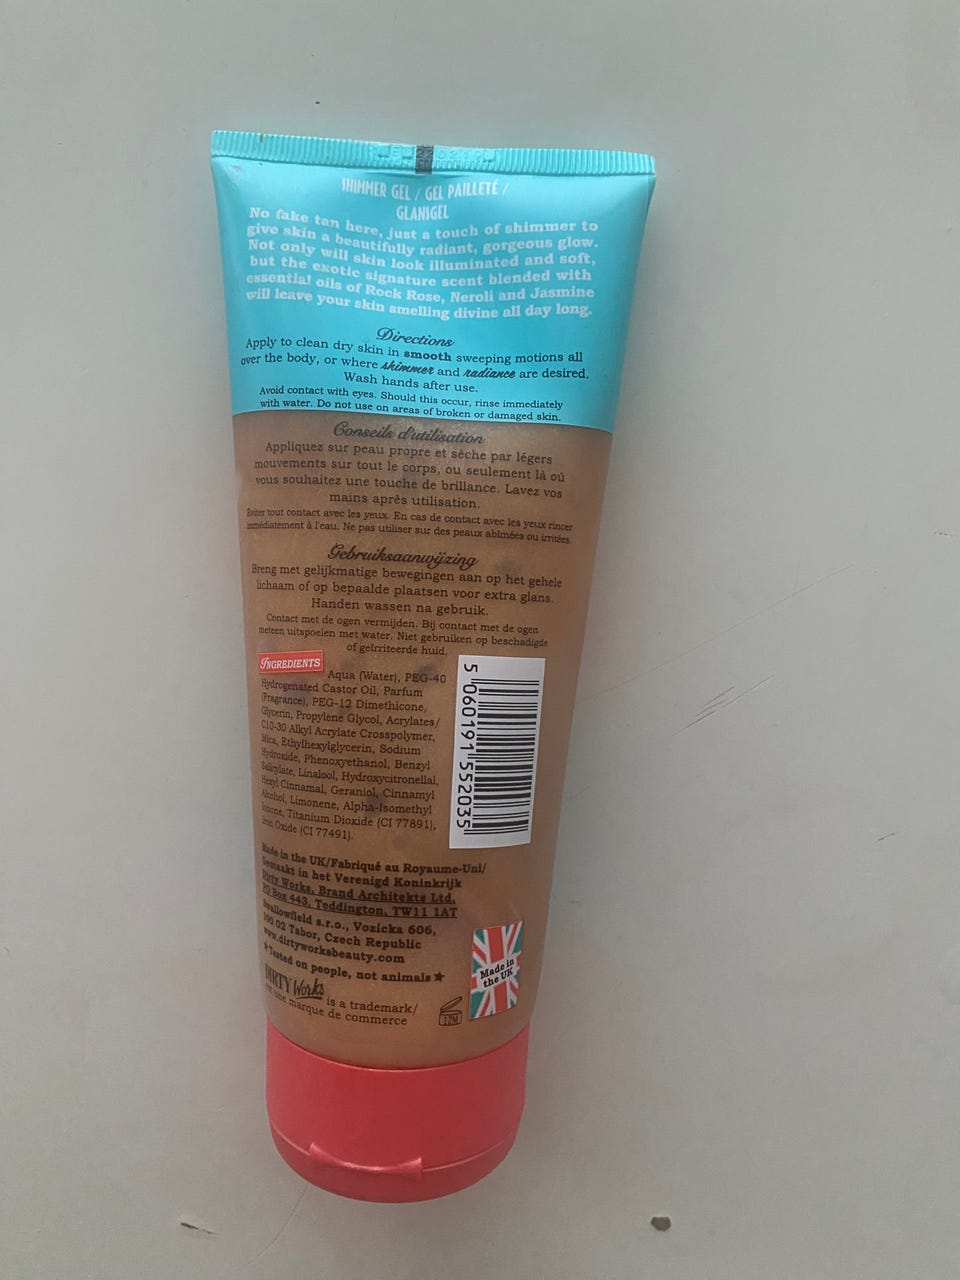 SHIMMER GEL / GEL PAILLETÉ /
GLANSGEL
No fake tan here, just a touch of shimmer to
give skin a beautifully radiant, gorgeous glow.
Not only will skin look illuminated and soft,
but the exotic signature scent blended with
essential oils of Rock Rose, Neroli and Jasmine
will leave your skin smelling divine all day long.
Directions
Apply to clean dry skin in smooth sweeping motions all
over the body, or where shimmer and radiance are desired.
Wash hands after use.
Avoid contact with eyes. Should this occur, rinse immediately
with water. Do not use on areas of broken or damaged skin.
Conseils d'utilisation
Appliquez sur peau propre et sèche par légers
mouvements sur tout le corps, ou seulement là où
vous souhaitez une touche de brillance. Lavez vos
mains après utilisation.
Éviter tout contact avec les yeux. En cas de contact avec les yeux rincer
immédiatement à l'eau. Ne pas utiliser sur des peaux abîmées ou irritées.
Gebruiksaanwijzing
Breng met gelijkmatige bewegingen aan op het gehele
lichaam of op bepaalde plaatsen voor extra glans.
Handen wassen na gebruik.
Contact met de ogen vermijden. Bij contact met de ogen
meteen uitspoelen met water. Niet gebruiken op beschadigde
of geïrriteerde huid.
INGREDIENTS
Aqua (Water), PEG-40
Hydrogenated Castor Oil, Parfum
(Fragrance), PEG-12 Dimethicone,
Glycerin, Propylene Glycol, Acrylates/
C10-30 Alkyl Acrylate Crosspolymer,
Mica, Ethylhexylglycerin, Sodium
Hydroxide, Phenoxyethanol, Benzyl
Salicylate, Linalool, Hydroxycitronellal,
Hexyl Cinnamal, Geraniol, Cinnamyl
Alcohol, Limonene, Alpha-Isomethyl
Ionone, Titanium Dioxide (CI 77891),
Iron Oxide (CI 77491).
5 060191 552035
Made in the UK/Fabriqué au Royaume-Uni/
Gemaakt in het Verenigd Koninkrijk
Dirty Works, Brand Architekts Ltd,
PO Box 443, Teddington, TW11 1AT
Swallowfield s.r.o., Vozicka 606,
390 02 Tabor, Czech Republic
www.dirtyworksbeauty.com
★Tested on people, not animals★
DIRTY Works is a trademark/
est une marque de commerce
12M
Made in
the UK